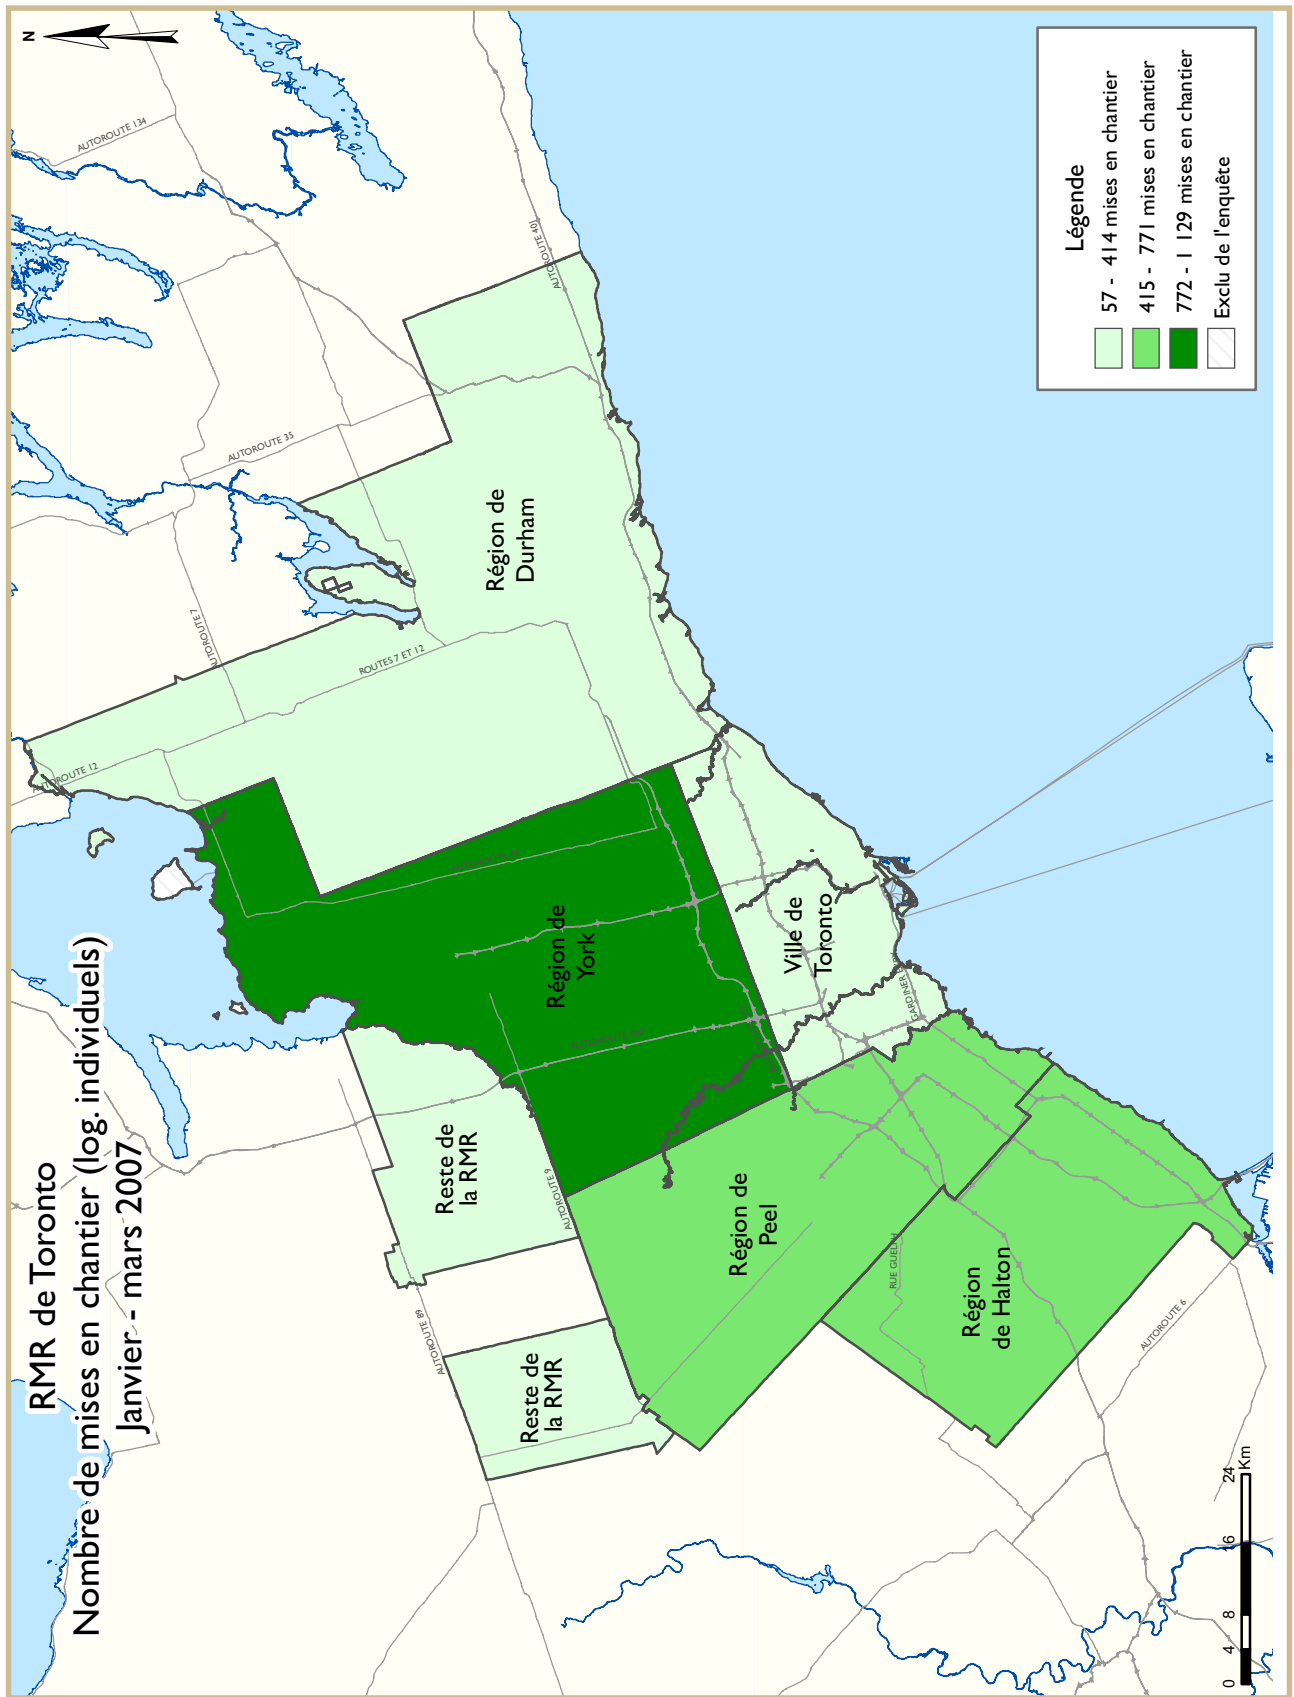 RMR de Toronto
Nombre de mises en chantier (log. individuels)
Janvier - mars 2007
N
AUTOROUTE 134
AUTOROUTE 401
AUTOROUTE 35
AUTOROUTE 7
ROUTES 7 ET 12
AUTOROUTE 12
Région de
Durham
Région de
York
Ville de
Toronto
Reste de
la RMR
AUTOROUTE 9
AUTOROUTE 89
Reste de
la RMR
Région de
Peel
RUE GUELPH
Région
de Halton
AUTOROUTE 6
Légende
57 - 414 mises en chantier
415 - 771 mises en chantier
772 - 1 129 mises en chantier
Exclu de l'enquête
0 4 8 16 24
Km